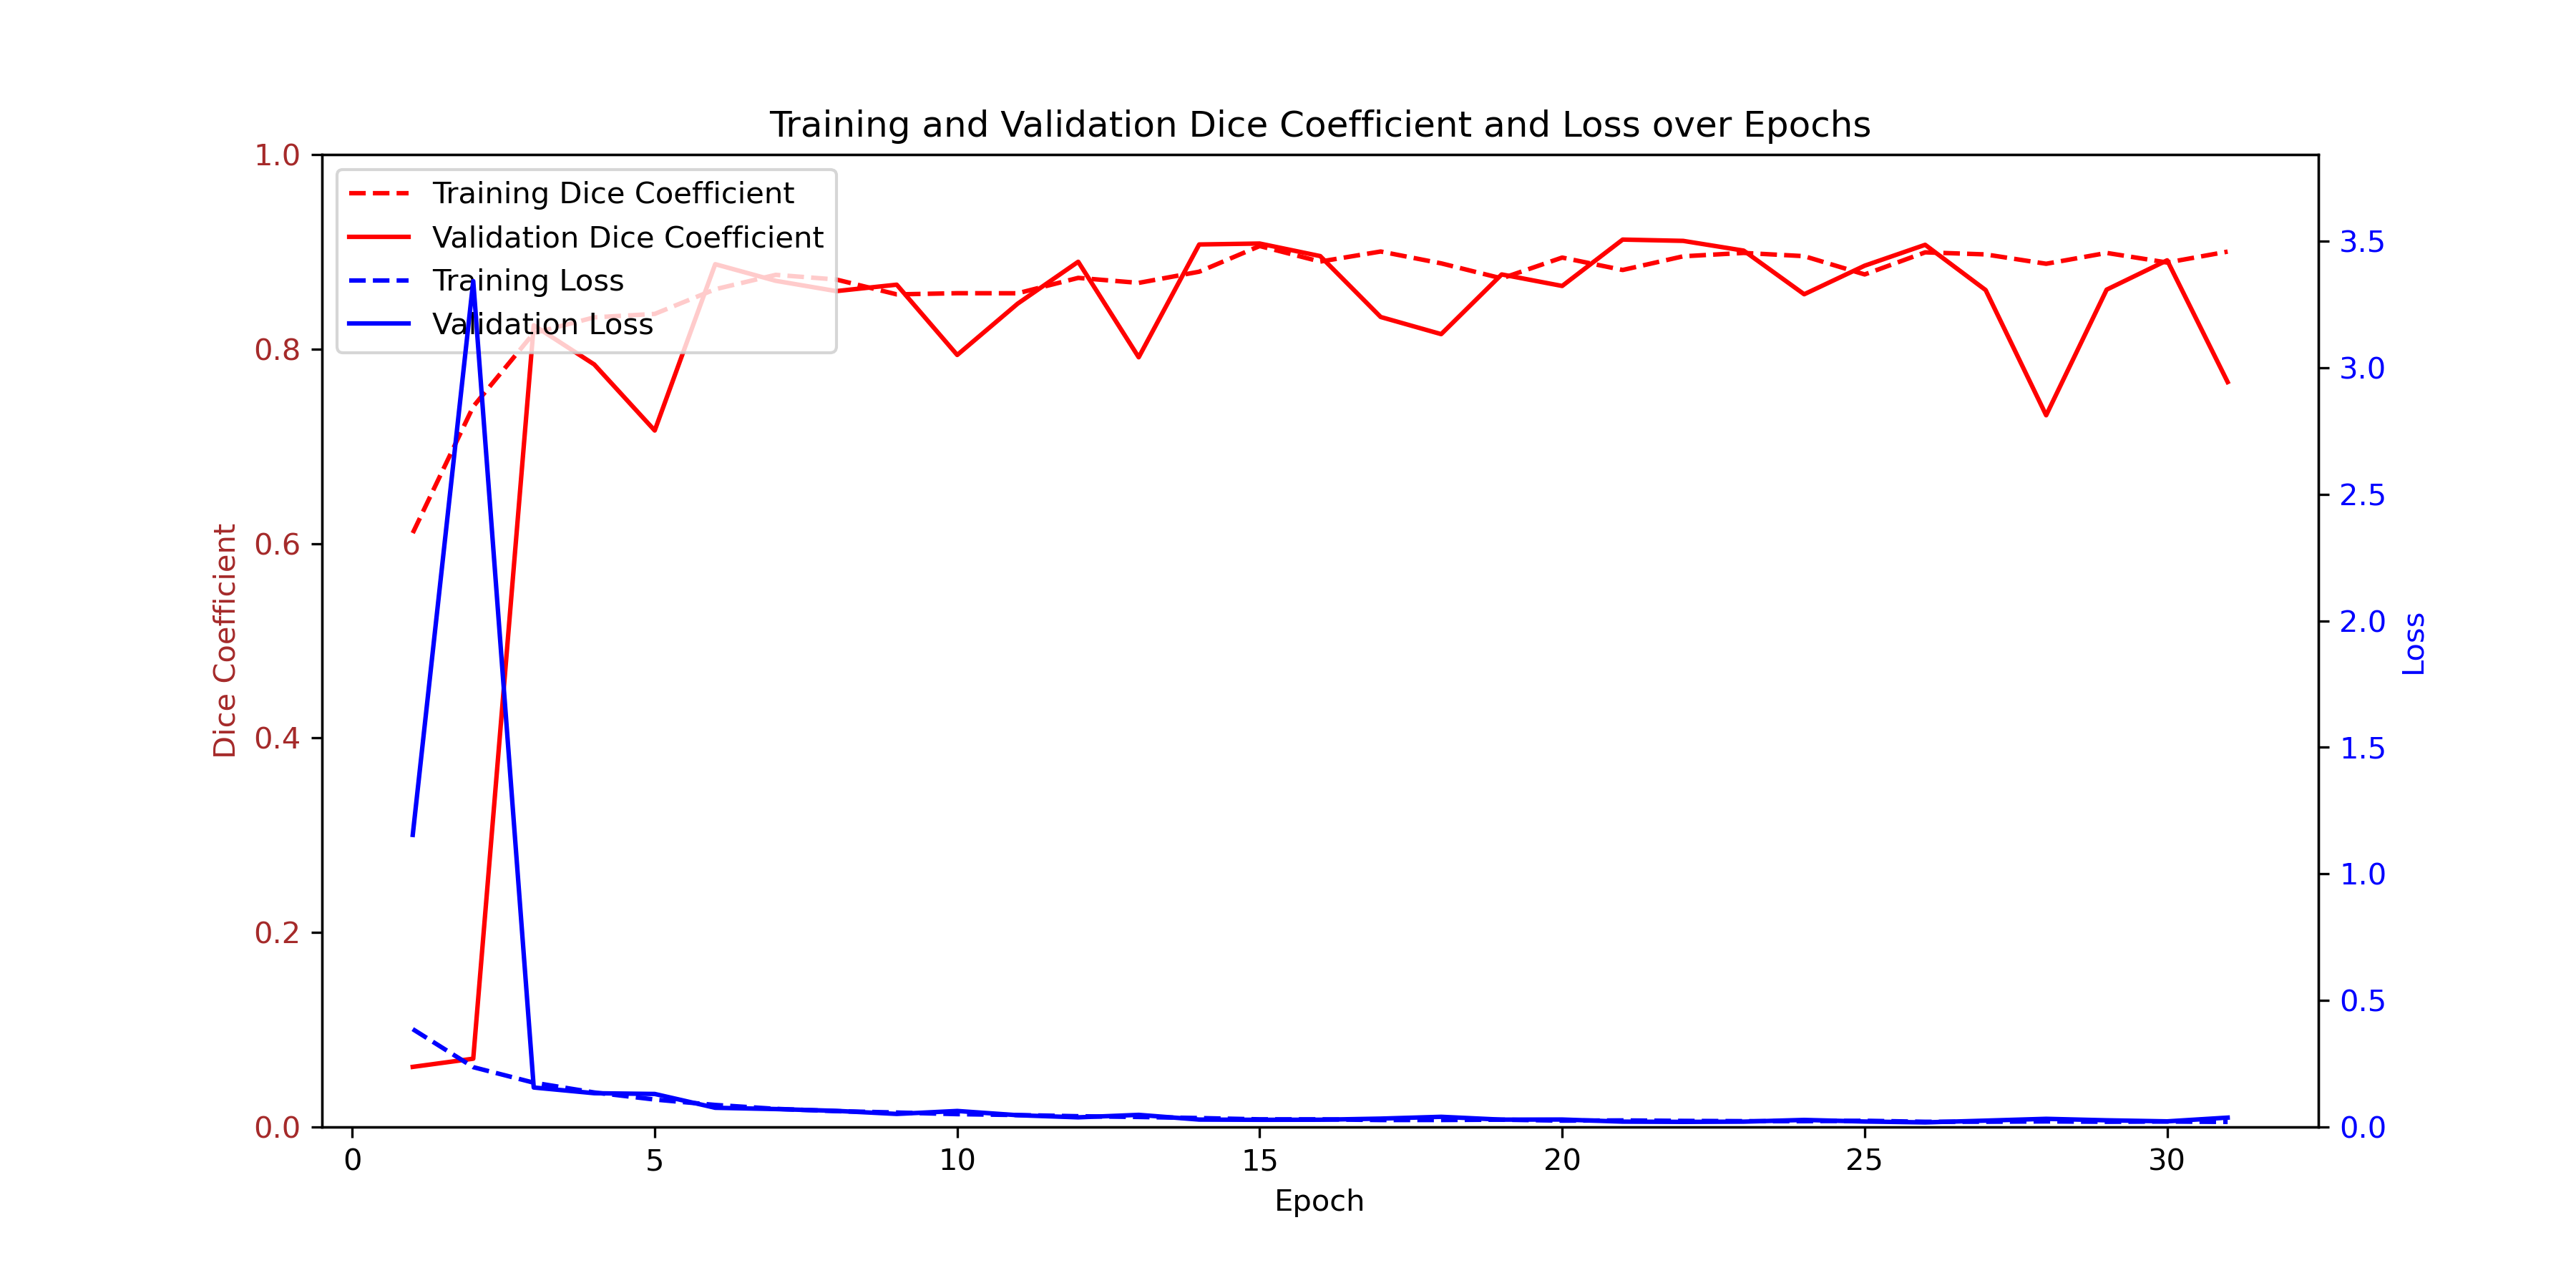 Training and Validation Dice Coefficient and Loss over Epochs
Training Dice Coefficient
Validation Dice Coefficient
Training Loss
Validation Loss
1.0
0.8
0.6
0.4
0.2
0.0
Dice Coefficient
3.5
3.0
2.5
2.0
1.5
1.0
0.5
0.0
Loss
0 5 10 15 20 25 30
Epoch